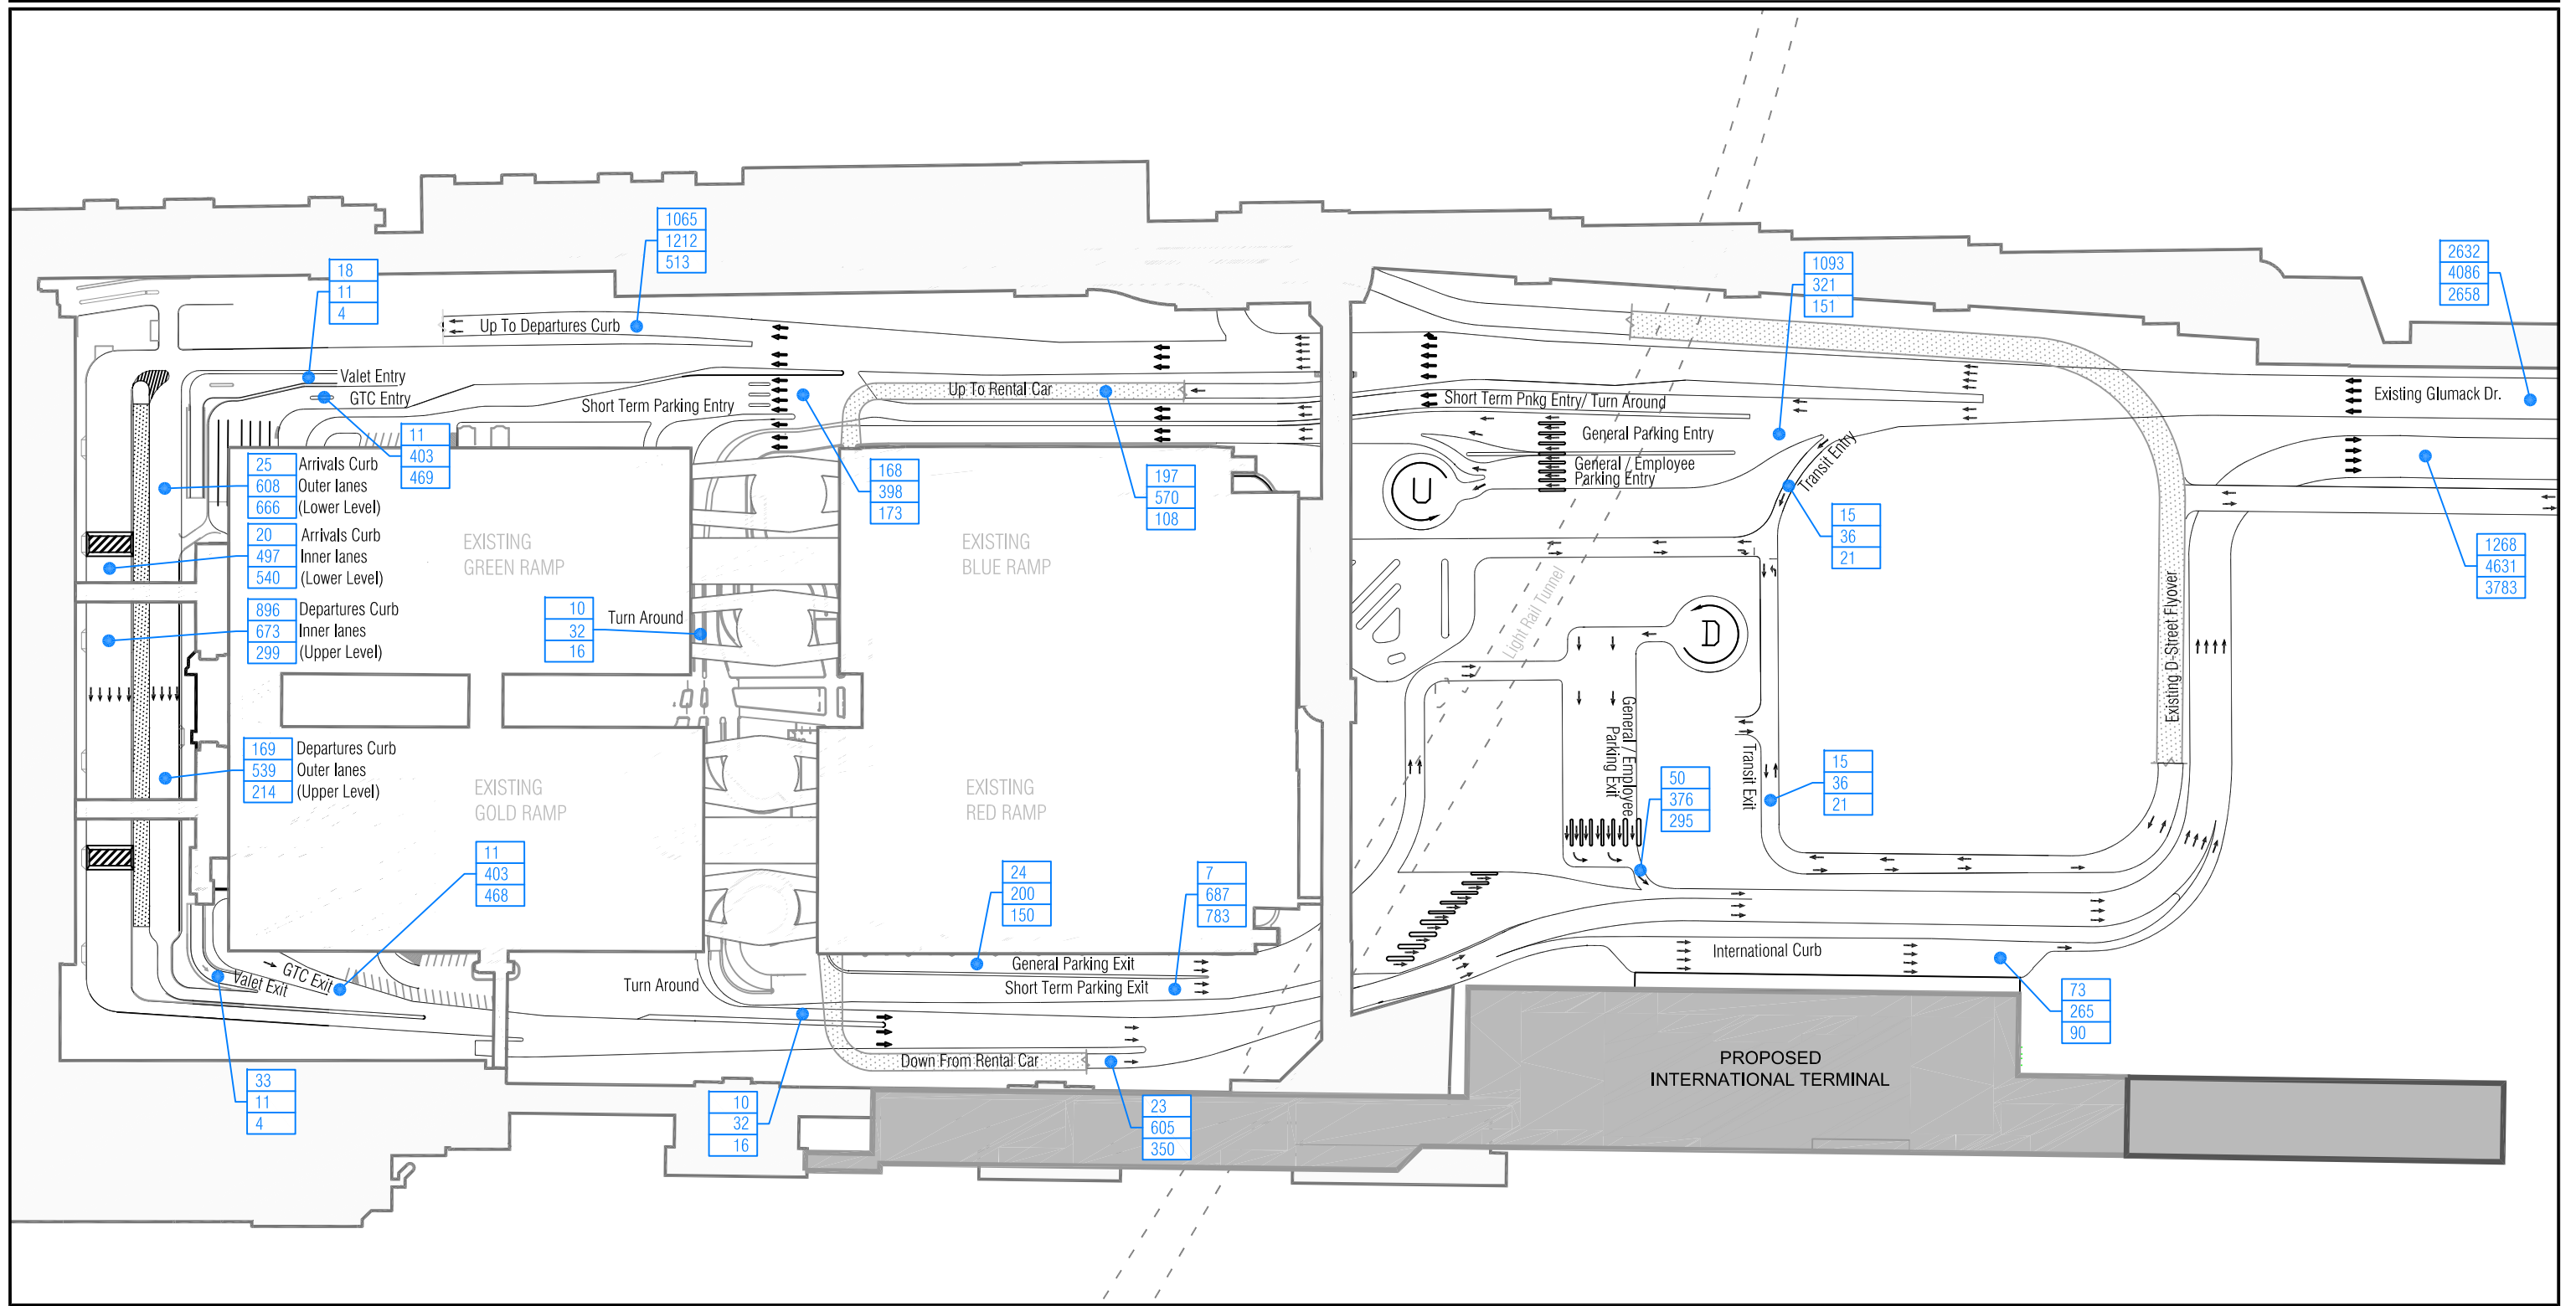 1065
1212
513
18
11
4
1093
321
151
2632
4086
2658
Up To Departures Curb
Valet Entry
GTC Entry
Short Term Parking Entry
Up To Rental Car
Short Term Pnkg Entry/ Turn Around
General Parking Entry
General / Employee
Parking Entry
Transit Entry
Existing Glumack Dr.
11
403
469
168
398
173
197
570
108
15
36
21
1268
4631
3783
25
608
666
Arrivals Curb
Outer lanes
(Lower Level)
20
497
540
Arrivals Curb
Inner lanes
(Lower Level)
896
673
299
Departures Curb
Inner lanes
(Upper Level)
169
539
214
Departures Curb
Outer lanes
(Upper Level)
EXISTING
GREEN RAMP
EXISTING
BLUE RAMP
10
32
16
Turn Around
U
D
Light Rail Tunnel
Existing D-Street Flyover
General / Employee
Parking Exit
Transit Exit
EXISTING
GOLD RAMP
EXISTING
RED RAMP
50
376
295
15
36
21
11
403
468
24
200
150
7
687
783
Valet Exit
GTC Exit
Turn Around
General Parking Exit
Short Term Parking Exit
International Curb
Down From Rental Car
73
265
90
33
11
4
10
32
16
23
605
350
PROPOSED
INTERNATIONAL TERMINAL